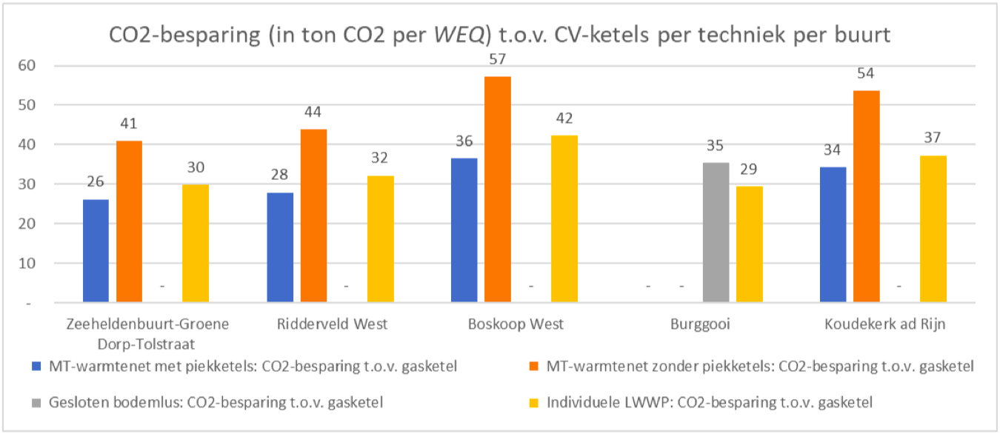 CO2-besparing (in ton CO2 per WEQ) t.o.v. CV-ketels per techniek per buurt
60
50
40
30
20
10
-
26
41
-
30
28
44
-
32
36
57
-
42
-
-
35
29
34
54
-
37
Zeeheldenbuurt-Groene
Dorp-Tolstraat
Ridderveld West
Boskoop West
Burggooi
Koudekerk ad Rijn
MT-warmtenet met piekketels: CO2-besparing t.o.v. gasketel
MT-warmtenet zonder piekketels: CO2-besparing t.o.v. gasketel
Gesloten bodemlus: CO2-besparing t.o.v. gasketel
Individuele LWWP: CO2-besparing t.o.v. gasketel